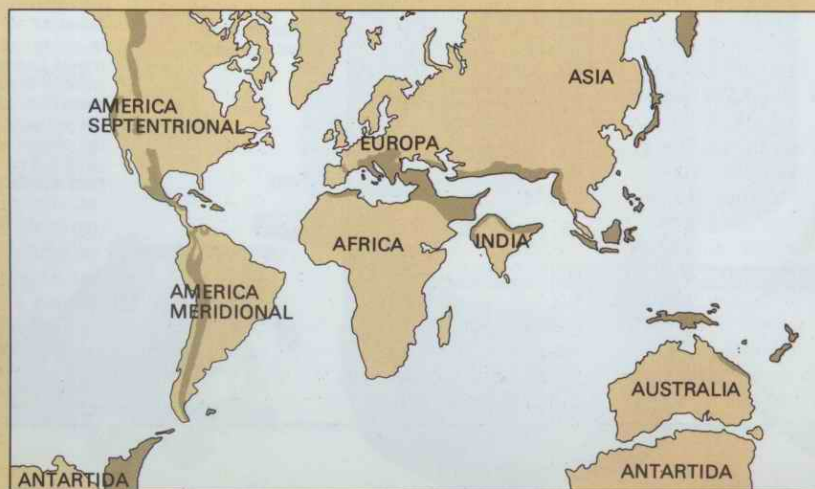 AMERICA
SEPTENTRIONAL
EUROPA
ASIA
AFRICA
INDIA
AMERICA
MERIDIONAL
AUSTRALIA
ANTARTIDA
ANTARTIDA